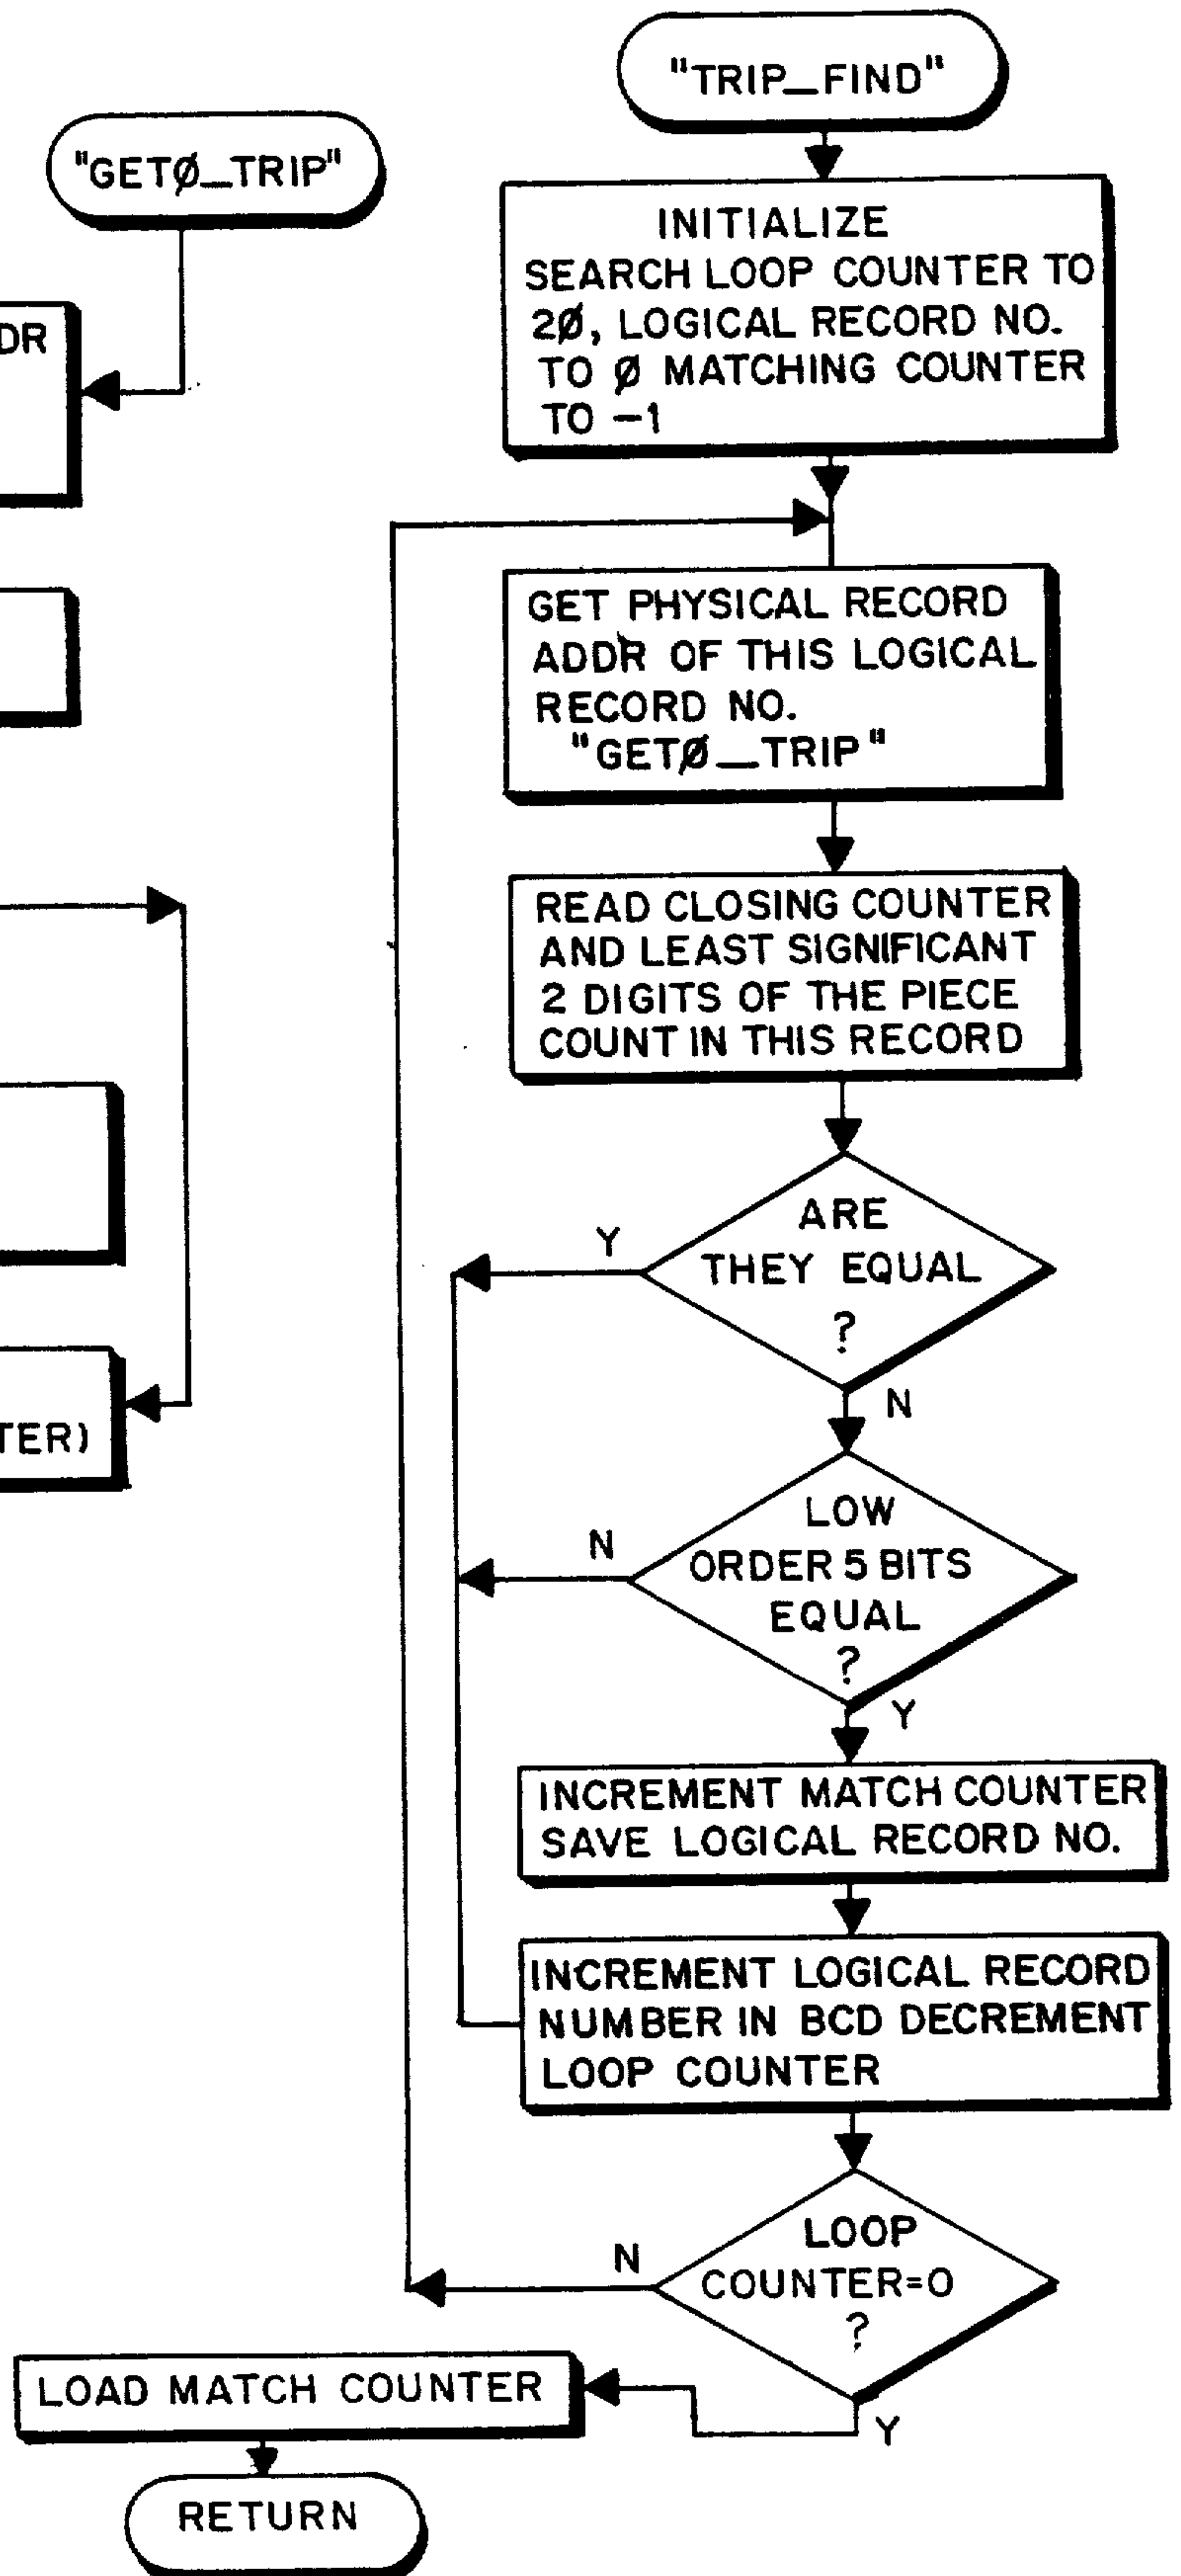 "TRIP_FIND"
"GETØ_TRIP"
INITIALIZE
SEARCH LOOP COUNTER TO
2Ø, LOGICAL RECORD NO.
TO Ø MATCHING COUNTER
TO -1
DR
GET PHYSICAL RECORD
ADDR OF THIS LOGICAL
RECORD NO.
"GETØ_TRIP"
READ CLOSING COUNTER
AND LEAST SIGNIFICANT
2 DIGITS OF THE PIECE
COUNT IN THIS RECORD
ARE
THEY EQUAL
?
Y
N
TER)
LOW
ORDER 5 BITS
EQUAL
?
N
Y
INCREMENT MATCH COUNTER
SAVE LOGICAL RECORD NO.
INCREMENT LOGICAL RECORD
NUMBER IN BCD DECREMENT
LOOP COUNTER
LOOP
COUNTER=0
?
N
Y
LOAD MATCH COUNTER
RETURN